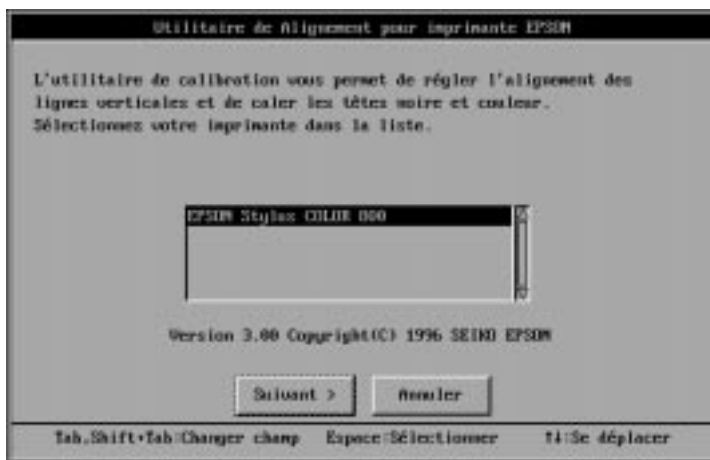 Utilitaire de Alignement pour imprimante EPSON
L'utilitaire de calibration vous permet de régler l'alignement des
lignes verticales et de caler les têtes noire et couleur.
Sélectionnez votre imprimante dans la liste.
EPSON Stylus COLOR 800
Version 3.00 Copyright(C) 1996 SEIKO EPSON
Suivant >
Annuler
Tab,Shift+Tab:Changer champ Espace:Sélectionner ↑↓:Se déplacer